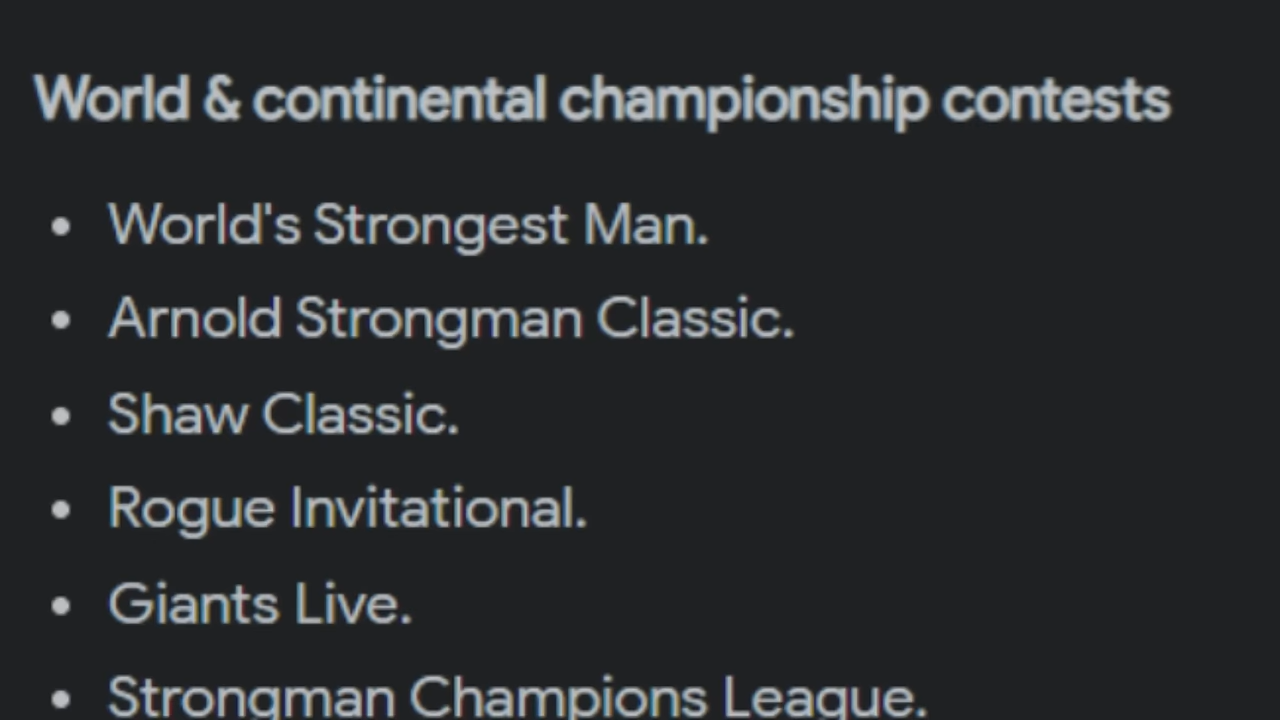 World & continental championship contests
• World's Strongest Man.
• Arnold Strongman Classic.
• Shaw Classic.
• Rogue Invitational.
• Giants Live.
• Strongman Champions League.